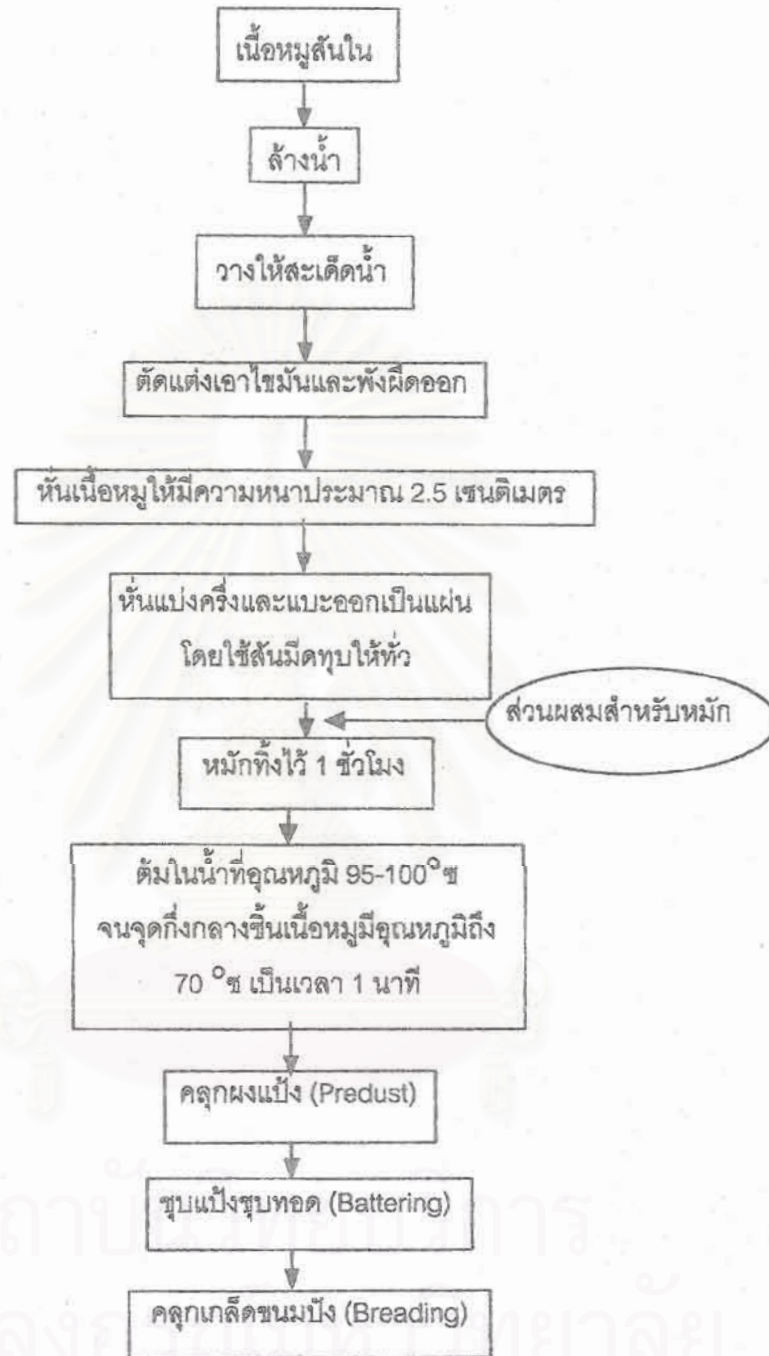 เนื้อหมูสันใน
ล้างน้ำ
วางให้สะเด็ดน้ำ
ตัดแต่งเอาไขมันและพังผืดออก
หั่นเนื้อหมูให้มีความหนาประมาณ 2.5 เซนติเมตร
หั่นแบ่งครึ่งและแบะออกเป็นแผ่น
โดยใช้สันมีดทุบให้ทั่ว
ส่วนผสมสำหรับหมัก
หมักทิ้งไว้ 1 ชั่วโมง
ต้มในน้ำที่อุณหภูมิ 95-100°ซ
จนจุดกึ่งกลางชิ้นเนื้อหมูมีอุณหภูมิถึง
70 °ซ เป็นเวลา 1 นาที
คลุกผงแป้ง (Predust)
ชุบแป้งชุบทอด (Battering)
คลุกเกล็ดขนมปัง (Breading)